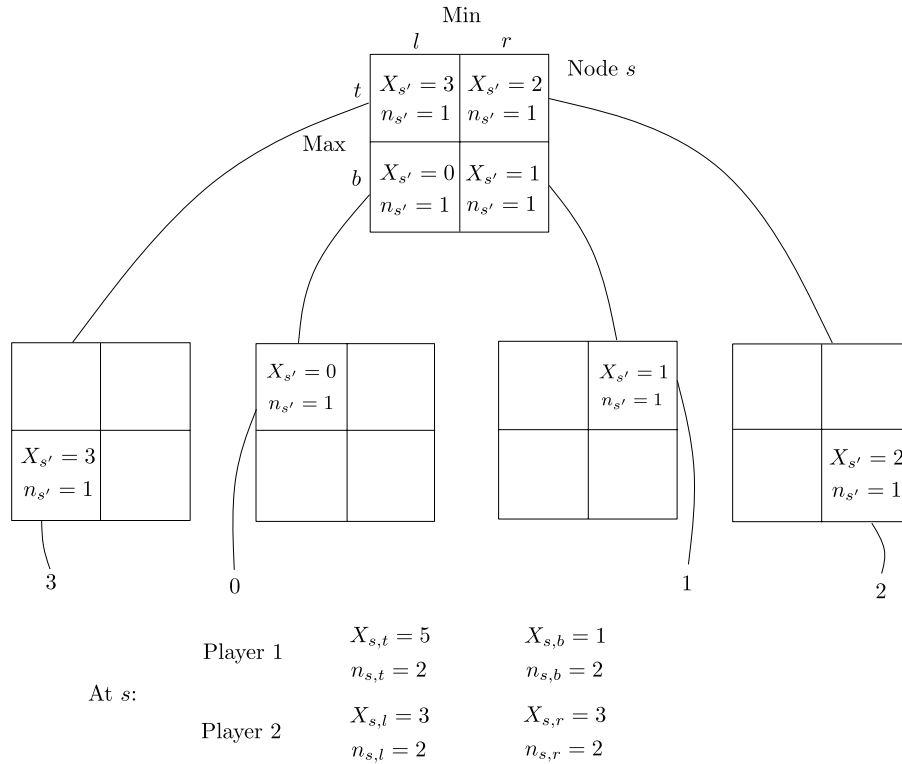 Min
l r
Node s
t
X_{s'} = 3 X_{s'} = 2
n_{s'} = 1 n_{s'} = 1
Max
b
X_{s'} = 0 X_{s'} = 1
n_{s'} = 1 n_{s'} = 1
X_{s'} = 0
n_{s'} = 1
X_{s'} = 1
n_{s'} = 1
X_{s'} = 3
n_{s'} = 1
X_{s'} = 2
n_{s'} = 1
3
0
1
2
Player 1
X_{s,t} = 5 X_{s,b} = 1
n_{s,t} = 2 n_{s,b} = 2
At s:
Player 2
X_{s,l} = 3 X_{s,r} = 3
n_{s,l} = 2 n_{s,r} = 2